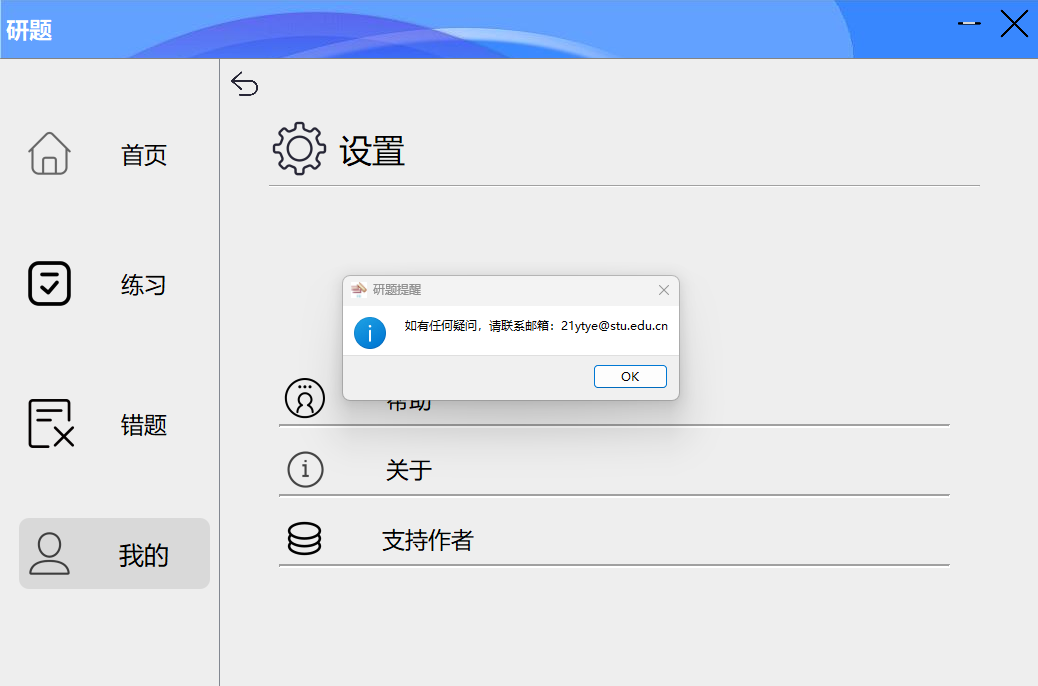 研题
首页
练习
错题
我的
设置
研题提醒
如有任何疑问，请联系邮箱：21ytye@stu.edu.cn
OK
帮助
关于
支持作者